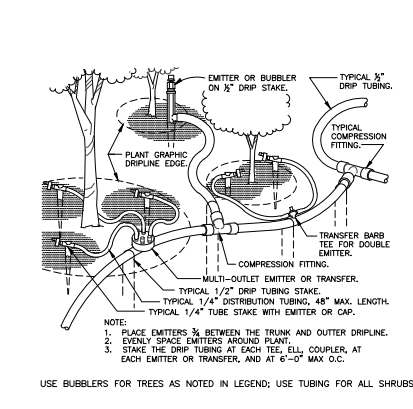 EMITTER OR BUBBLER
ON ½" DRIP STAKE.
TYPICAL ½"
DRIP TUBING.
TYPICAL
COMPRESSION
FITTING.
PLANT GRAPHIC
DRIPLINE EDGE.
TRANSFER BARB
TEE FOR DOUBLE
EMITTER.
COMPRESSION FITTING.
MULTI-OUTLET EMITTER OR TRANSFER.
TYPICAL 1/2" DRIP TUBING STAKE.
TYPICAL 1/4" DISTRIBUTION TUBING, 48" MAX. LENGTH.
TYPICAL 1/4" TUBE STAKE WITH EMITTER OR CAP.
NOTE:
1. PLACE EMITTERS ¾ BETWEEN THE TRUNK AND OUTTER DRIPLINE.
2. EVENLY SPACE EMITTERS AROUND PLANT.
3. STAKE THE DRIP TUBING AT EACH TEE, ELL, COUPLER, AT
EACH EMITTER OR TRANSFER, AND AT 6'-0" MAX O.C.
USE BUBBLERS FOR TREES AS NOTED IN LEGEND; USE TUBING FOR ALL SHRUBS